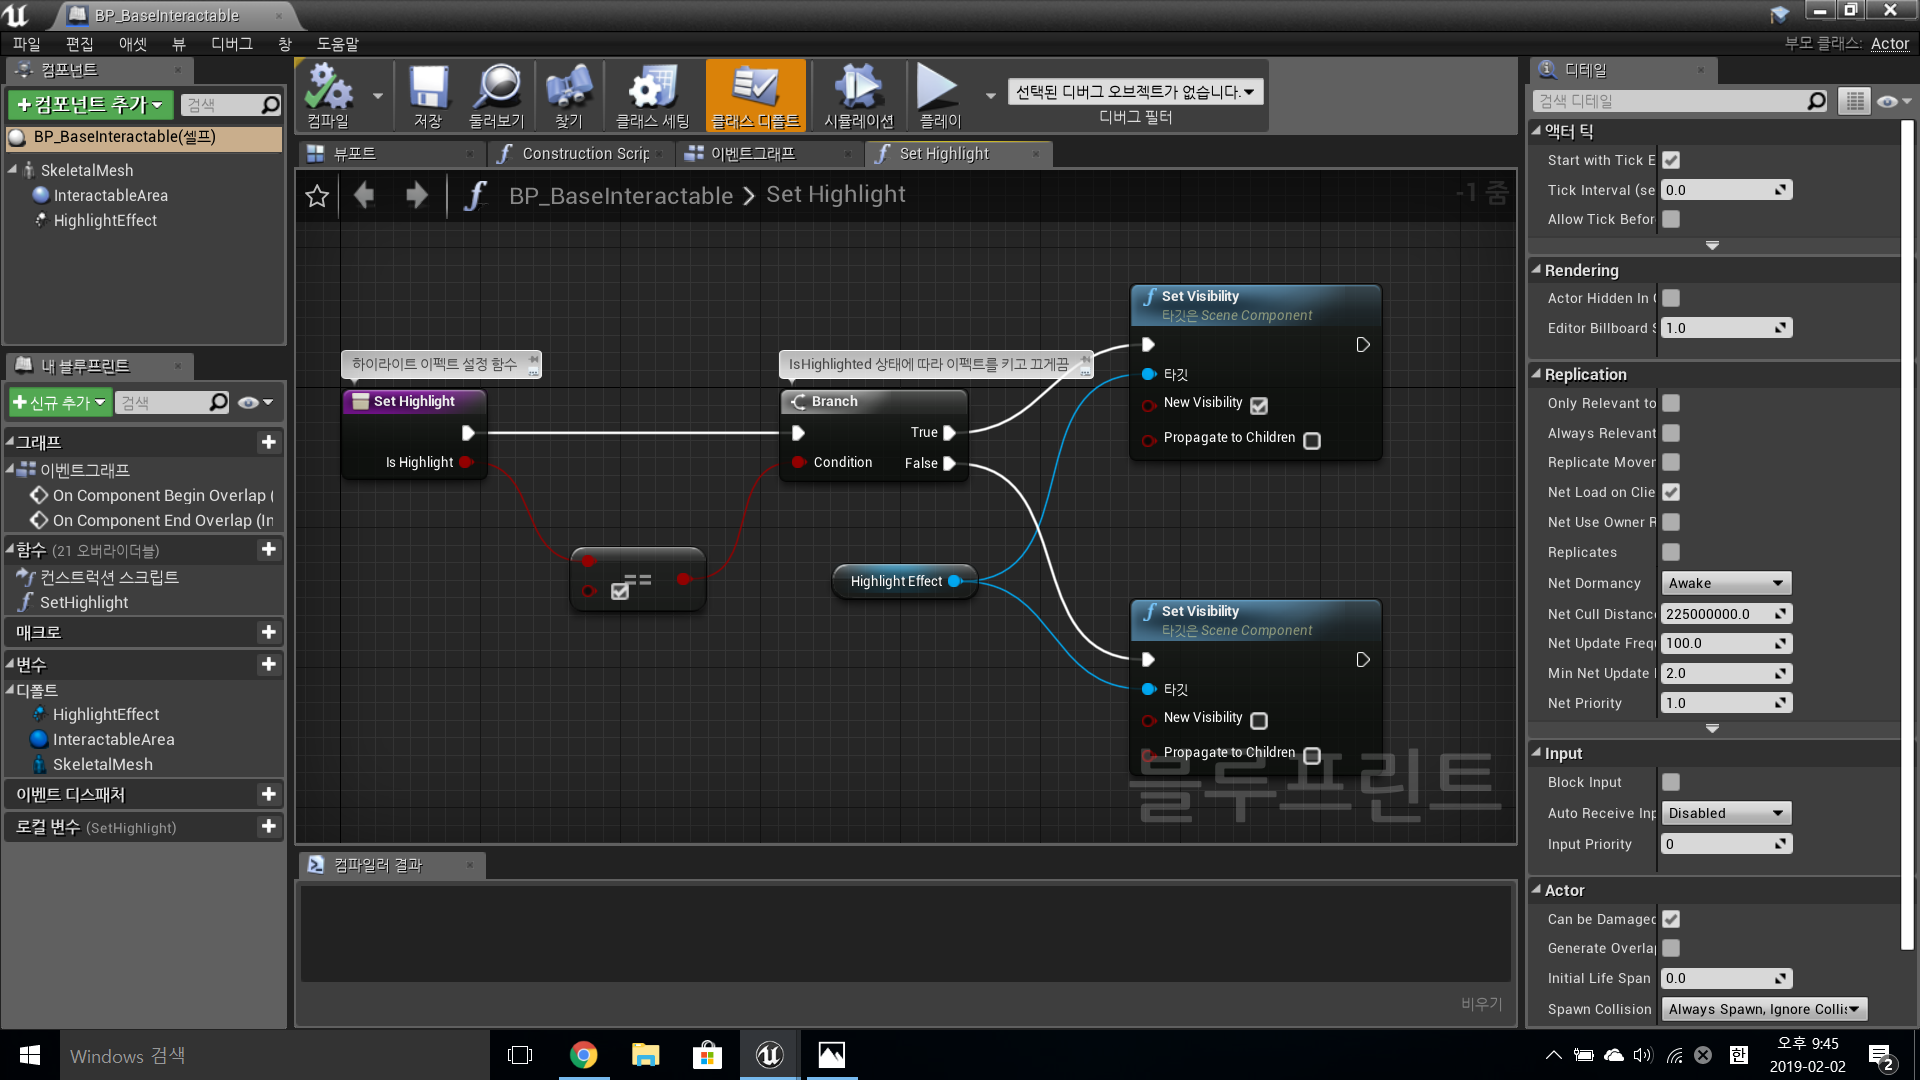 BP_BaseInteractable
파일 편집 애셋 뷰 디버그 창 도움말
부모 클래스: Actor
컴포넌트
컴포넌트 추가
검색
BP_BaseInteractable(셀프)
SkeletalMesh
InteractableArea
HighlightEffect
내 블루프린트
신규 추가
검색
그래프
이벤트그래프
On Component Begin Overlap (
On Component End Overlap (In
함수 (21 오버라이더블)
컨스트럭션 스크립트
SetHighlight
매크로
변수
디폴트
HighlightEffect
InteractableArea
SkeletalMesh
이벤트 디스패처
로컬 변수 (SetHighlight)
컴파일 저장 둘러보기 찾기 클래스 세팅 클래스 디폴트 시뮬레이션 플레이
선택된 디버그 오브젝트가 없습니다.
디버그 필터
뷰포트
Construction Scrip
이벤트그래프
Set Highlight
BP_BaseInteractable > Set Highlight
-1 줌
하이라이트 이펙트 설정 함수
Set Highlight
Is Highlight
==
IsHighlighted 상태에 따라 이펙트를 키고 끄게끔
Branch
True
Condition
False
Highlight Effect
Set Visibility
타깃은 Scene Component
타깃
New Visibility
Propagate to Children
Set Visibility
타깃은 Scene Component
타깃
New Visibility
Propagate to Children
블루프린트
컴파일러 결과
비우기
디테일
검색 디테일
액터 틱
Start with Tick E
Tick Interval (se 0.0
Allow Tick Befor
Rendering
Actor Hidden In
Editor Billboard 1.0
Replication
Only Relevant to
Always Relevant
Replicate Mover
Net Load on Clie
Net Use Owner R
Replicates
Net Dormancy Awake
Net Cull Distanc 225000000.0
Net Update Freq 100.0
Min Net Update 2.0
Net Priority 1.0
Input
Block Input
Auto Receive Inp Disabled
Input Priority 0
Actor
Can be Damaged
Generate Overla
Initial Life Span 0.0
Spawn Collision Always Spawn, Ignore Collis
Windows 검색
한
오후 9:45
2019-02-02
2